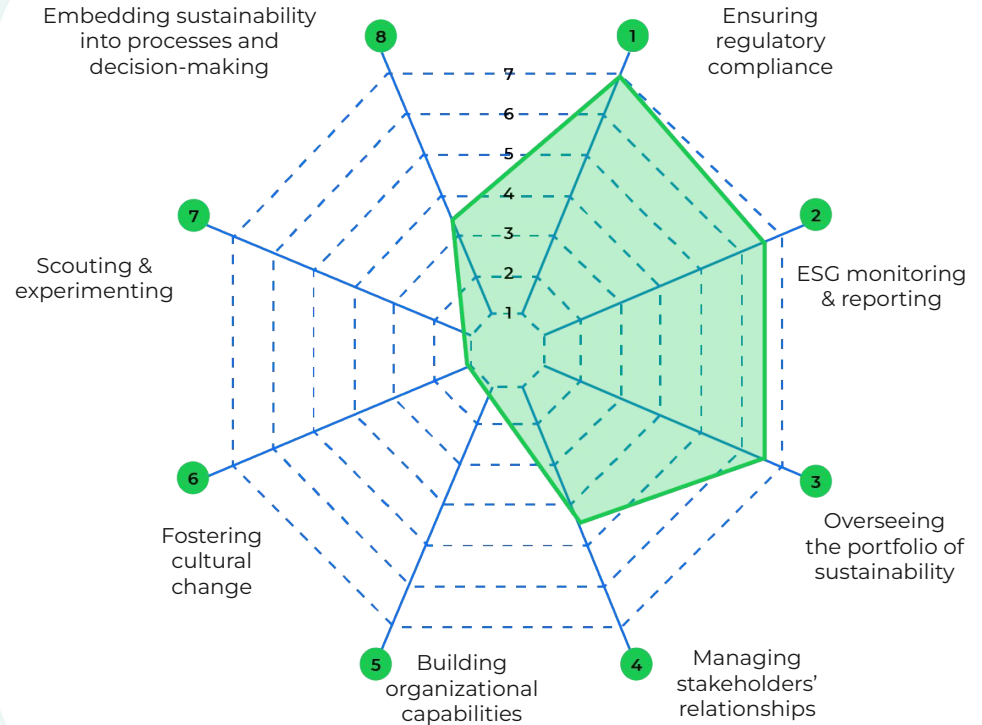 Embedding sustainability
into processes and
decision-making
8
1
Ensuring
regulatory
compliance
7
6
5
4
3
2
1
7
Scouting &
experimenting
2
ESG monitoring
& reporting
6
Fostering
cultural
change
3
Overseeing
the portfolio of
sustainability
5
Building
organizational
capabilities
4
Managing
stakeholders’
relationships